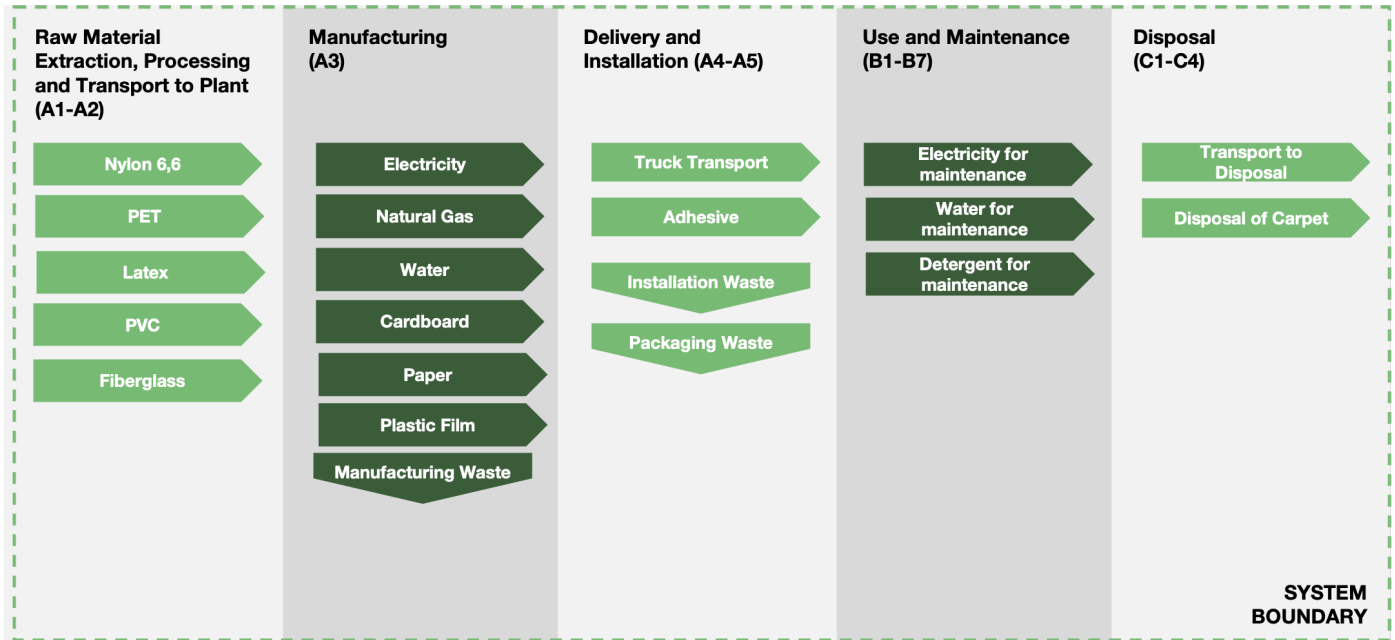 Raw Material
Extraction, Processing
and Transport to Plant
(A1-A2)
Nylon 6,6
PET
Latex
PVC
Fiberglass
Manufacturing
(A3)
Electricity
Natural Gas
Water
Cardboard
Paper
Plastic Film
Manufacturing Waste
Delivery and
Installation (A4-A5)
Truck Transport
Adhesive
Installation Waste
Packaging Waste
Use and Maintenance
(B1-B7)
Electricity for
maintenance
Water for
maintenance
Detergent for
maintenance
Disposal
(C1-C4)
Transport to
Disposal
Disposal of Carpet
SYSTEM
BOUNDARY